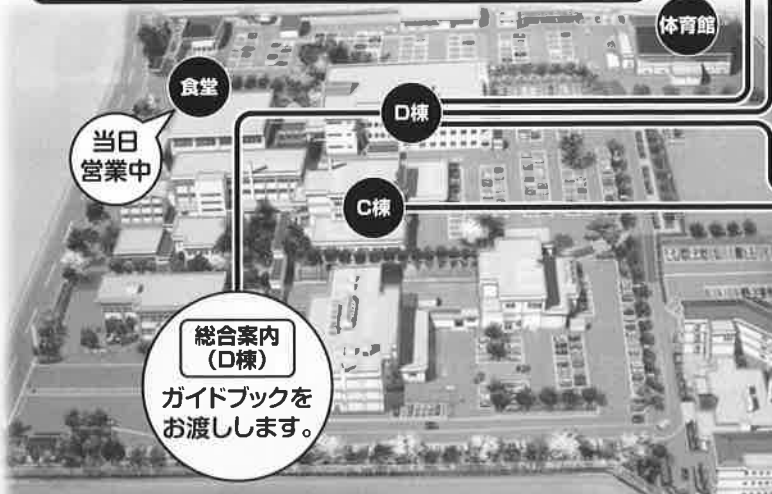 体育館
食堂
当日
営業中
D棟
C棟
総合案内
(D棟)
ガイドブックを
お渡しします。